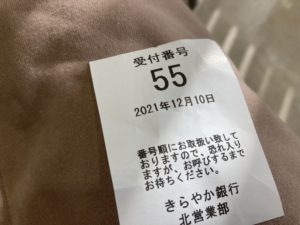 受付番号
55
2021年12月10日
番号順にお取扱い致して
おりますので、恐れ入り
ますが、お呼びするまで
お待ちください。
きらやか銀行
北営業部